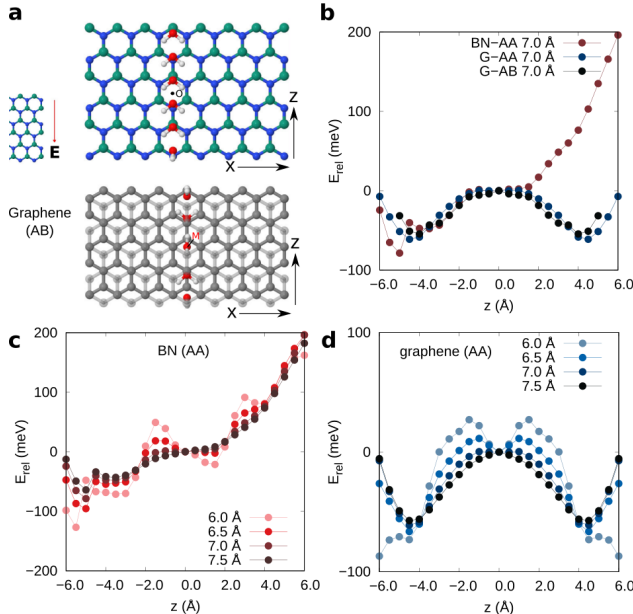 a
E
O
Z
X
Graphene
(AB)
M
Z
X
b
BN−AA 7.0 Å
G−AA 7.0 Å
G−AB 7.0 Å
200
100
0
−100
E_rel (meV)
−6.0 −4.0 −2.0 0.0 2.0 4.0 6.0
z (Å)
c
BN (AA)
200
100
0
−100
−200
E_rel (meV)
6.0 Å
6.5 Å
7.0 Å
7.5 Å
−6.0 −4.0 −2.0 0.0 2.0 4.0 6.0
z (Å)
d
graphene (AA)
6.0 Å
6.5 Å
7.0 Å
7.5 Å
100
0
−100
E_rel (meV)
−6.0 −4.0 −2.0 0.0 2.0 4.0 6.0
z (Å)